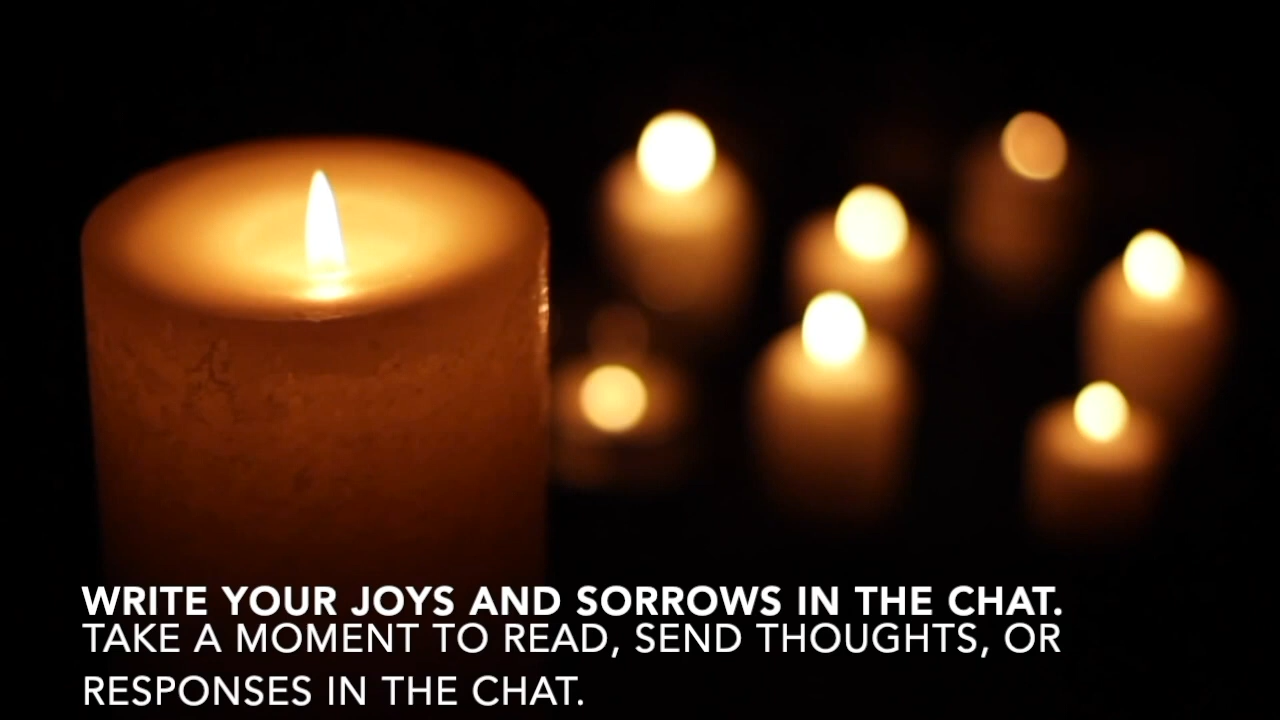 WRITE YOUR JOYS AND SORROWS IN THE CHAT.
TAKE A MOMENT TO READ, SEND THOUGHTS, OR
RESPONSES IN THE CHAT.